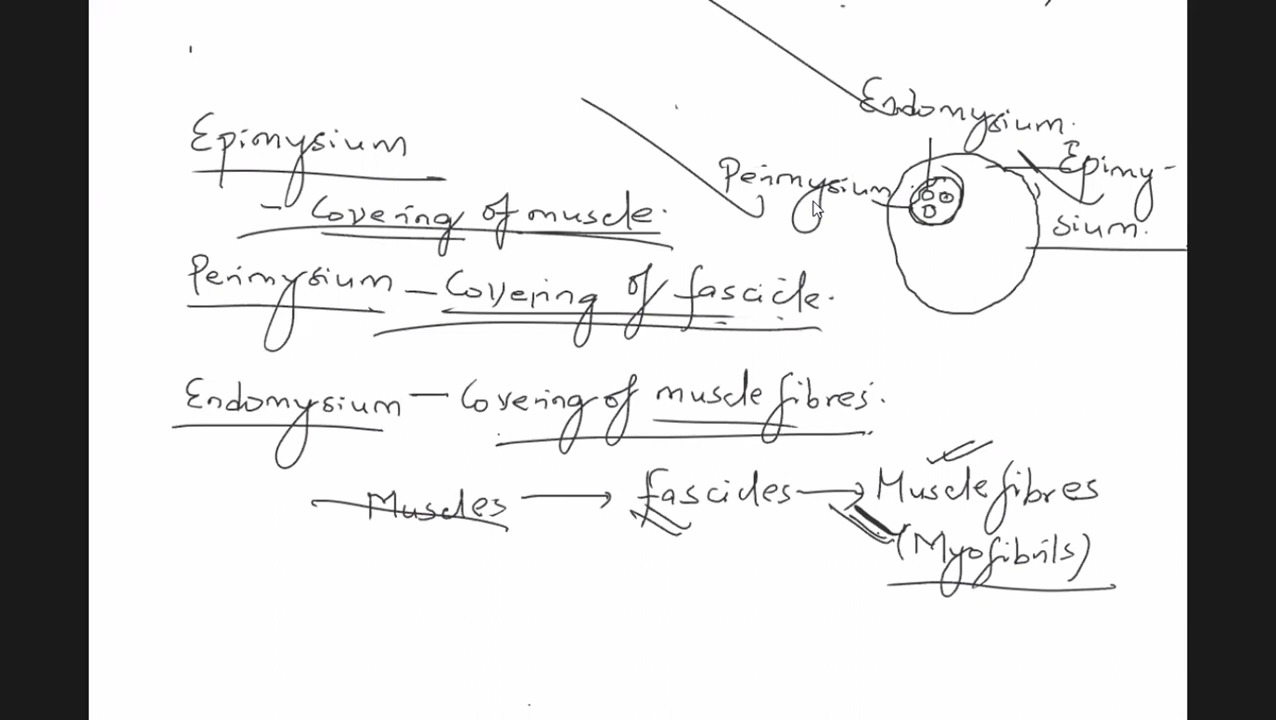 Endomysium.
Epimysium
Perimysium.
Epimy-
sium.
- Covering of muscle.
Perimysium - Covering of fascicle.
Endomysium - Covering of muscle fibres.
Muscles → fascicles → Muscle fibres
(Myofibrils)